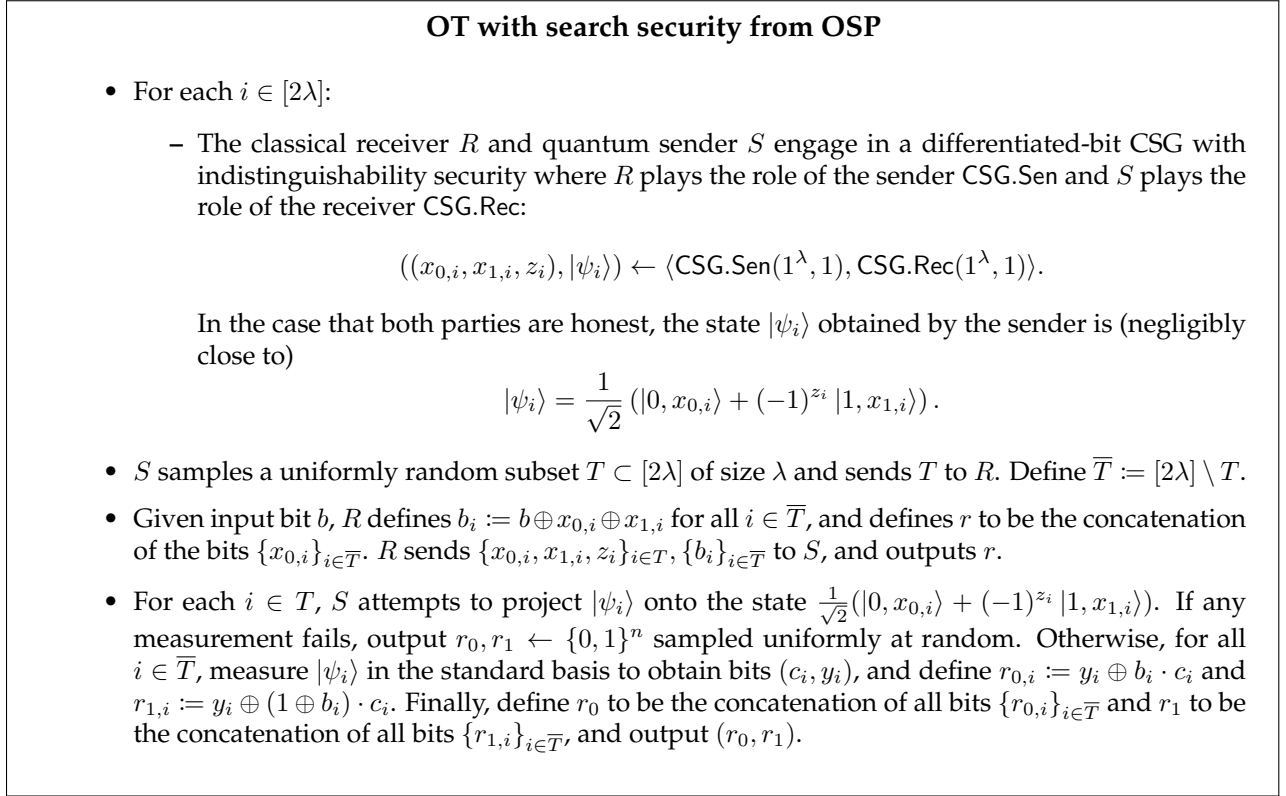 OT with search security from OSP
• For each i ∈ [2λ]:
– The classical receiver R and quantum sender S engage in a differentiated-bit CSG with
indistinguishability security where R plays the role of the sender CSG.Sen and S plays the
role of the receiver CSG.Rec:
((x_{0,i}, x_{1,i}, z_i), |ψ_i⟩) ← ⟨CSG.Sen(1^λ, 1), CSG.Rec(1^λ, 1)⟩.
In the case that both parties are honest, the state |ψ_i⟩ obtained by the sender is (negligibly
close to)
|ψ_i⟩ = \frac{1}{\sqrt{2}} (|0, x_{0,i}⟩ + (−1)^{z_i} |1, x_{1,i}⟩) .
• S samples a uniformly random subset T ⊂ [2λ] of size λ and sends T to R. Define \overline{T} := [2λ] \ T.
• Given input bit b, R defines b_i := b⊕x_{0,i}⊕x_{1,i} for all i ∈ \overline{T}, and defines r to be the concatenation
of the bits {x_{0,i}}_{i∈\overline{T}}. R sends {x_{0,i}, x_{1,i}, z_i}_{i∈T}, {b_i}_{i∈\overline{T}} to S, and outputs r.
• For each i ∈ T, S attempts to project |ψ_i⟩ onto the state \frac{1}{\sqrt{2}}(|0, x_{0,i}⟩ + (−1)^{z_i} |1, x_{1,i}⟩). If any
measurement fails, output r_0, r_1 ← {0, 1}^n sampled uniformly at random. Otherwise, for all
i ∈ \overline{T}, measure |ψ_i⟩ in the standard basis to obtain bits (c_i, y_i), and define r_{0,i} := y_i ⊕ b_i · c_i and
r_{1,i} := y_i ⊕ (1 ⊕ b_i) · c_i. Finally, define r_0 to be the concatenation of all bits {r_{0,i}}_{i∈\overline{T}} and r_1 to be
the concatenation of all bits {r_{1,i}}_{i∈\overline{T}}, and output (r_0, r_1).